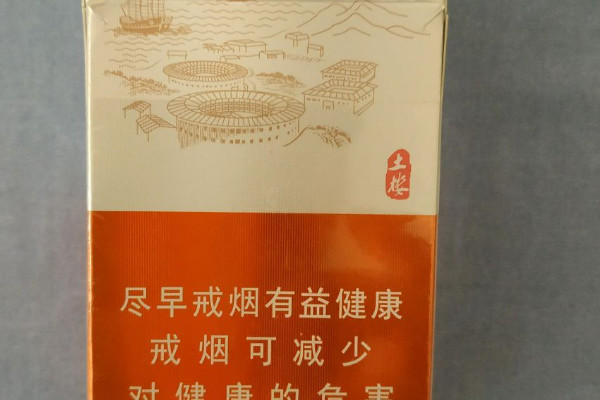 土楼
尽早戒烟有益健康
戒烟可减少
对健康的危害